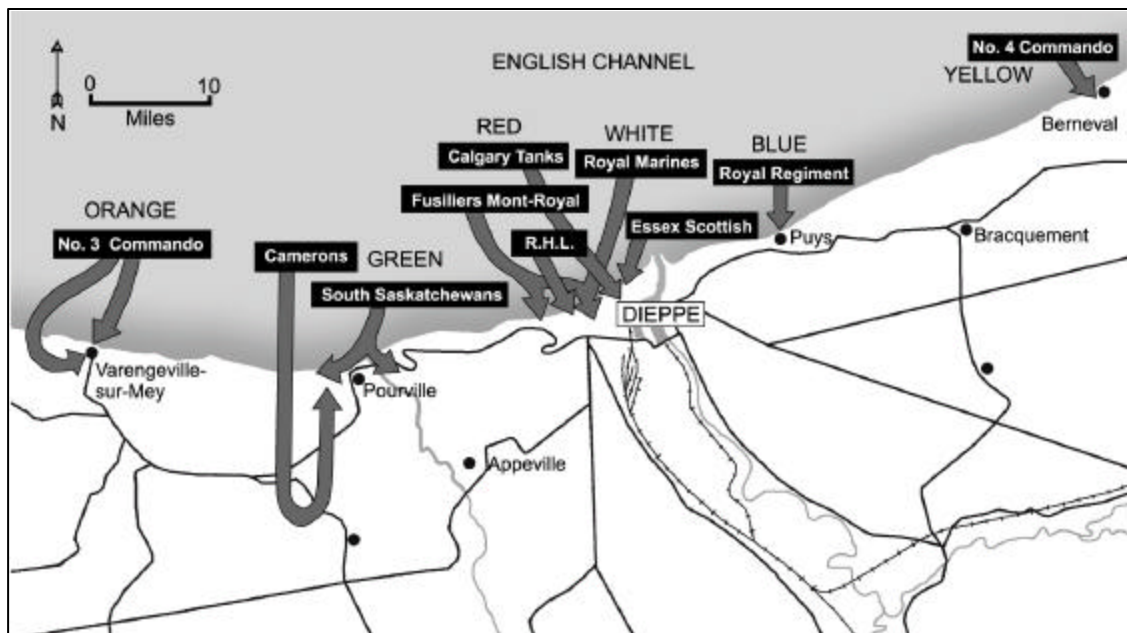 No. 4 Commando
YELLOW
Berneval
ENGLISH CHANNEL
0 10
Miles
N
RED
Calgary Tanks
WHITE
Royal Marines
BLUE
Royal Regiment
Fusiliers Mont-Royal
ORANGE
No. 3 Commando
Camerons
GREEN
South Saskatchewans
R.H.L.
Essex Scottish
Puys
Bracquement
DIEPPE
Varengeville-
sur-Mey
Pourville
Appeville